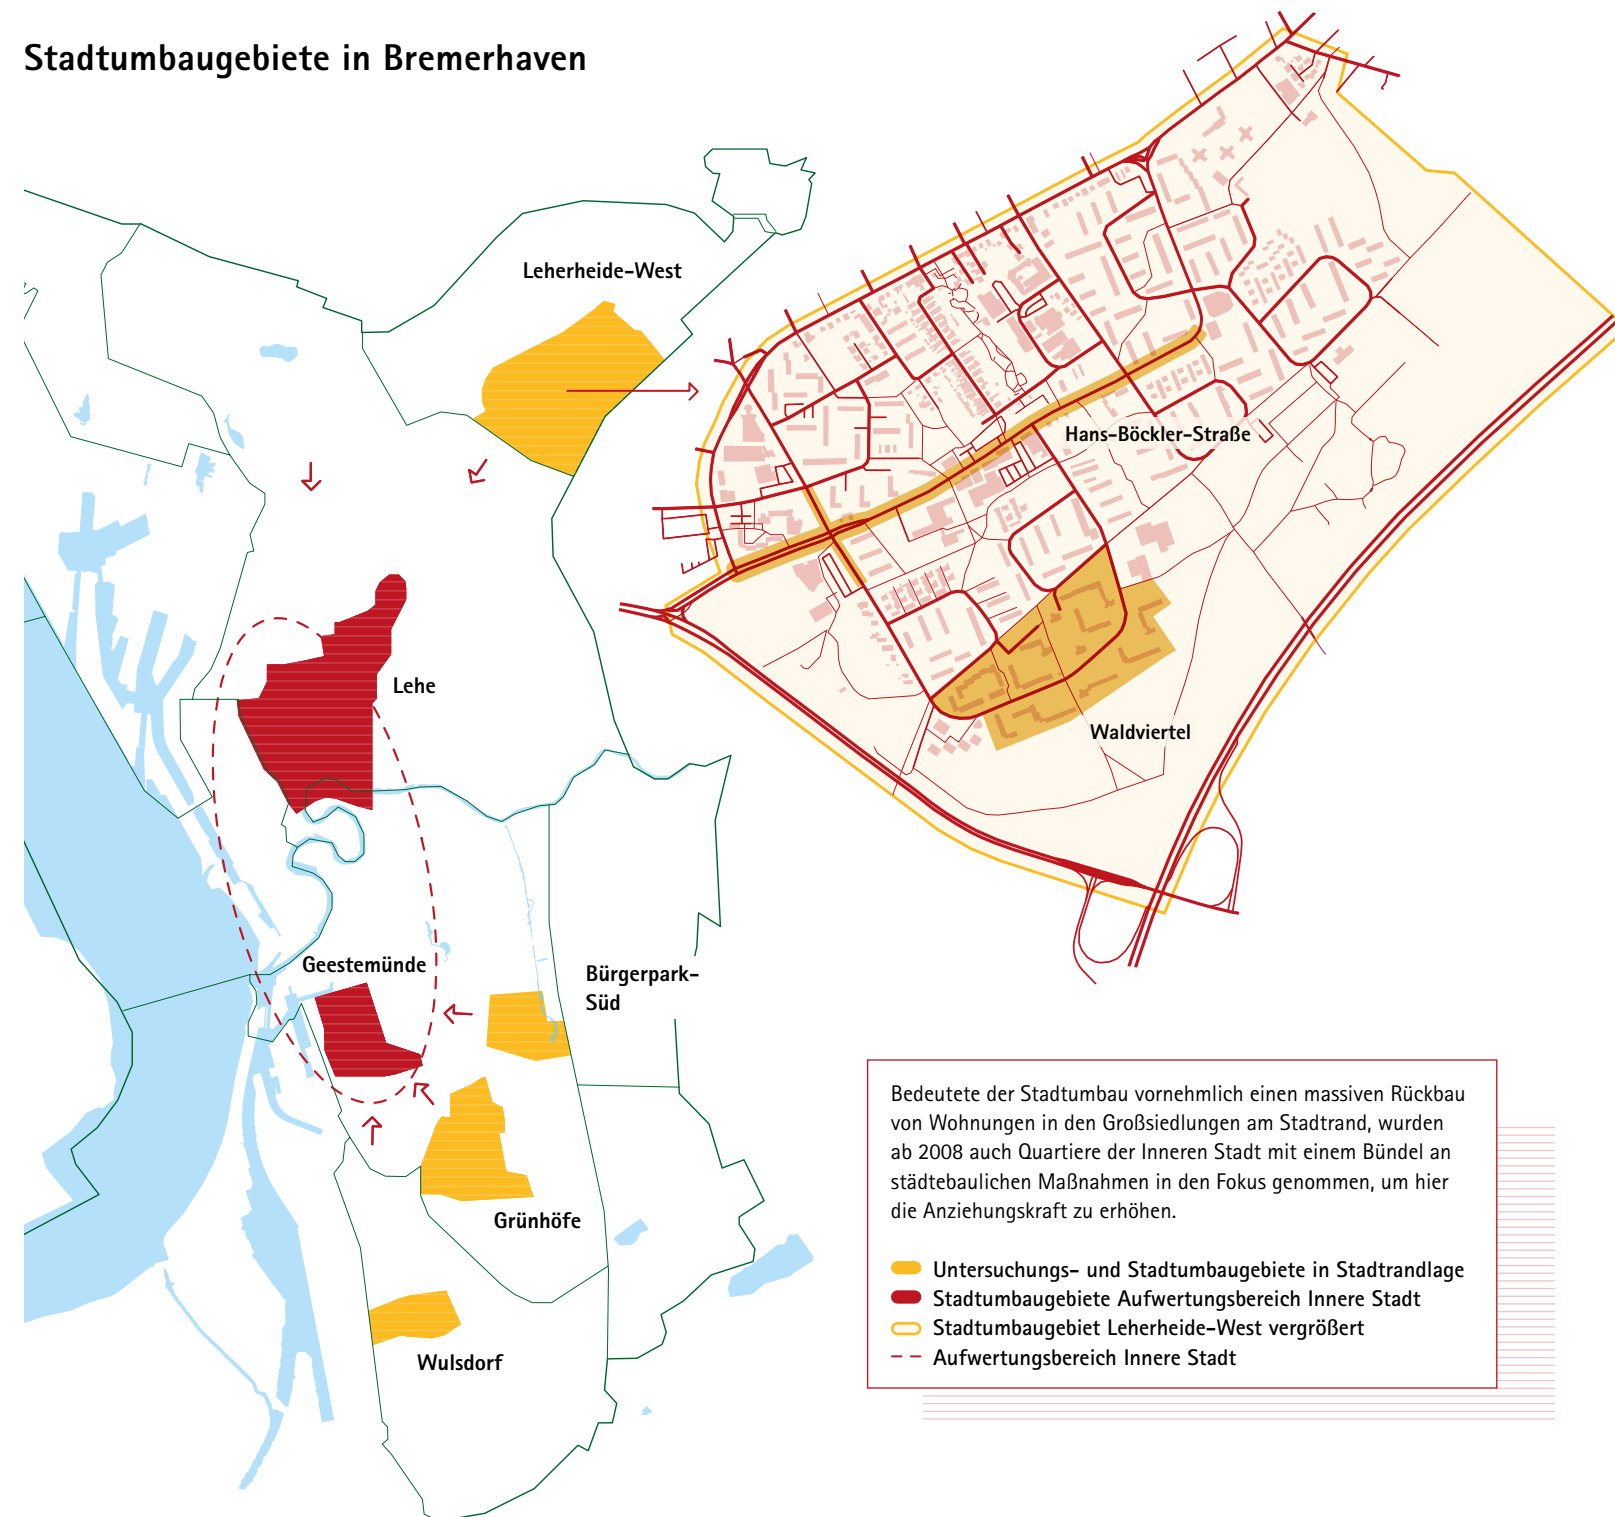 Stadtumbaugebiete in Bremerhaven
Leherheide-West
Hans-Böckler-Straße
Lehe
Waldviertel
Geestemünde
Bürgerpark-
Süd
Grünhöfe
Wulsdorf
Bedeutete der Stadtumbau vornehmlich einen massiven Rückbau
von Wohnungen in den Großsiedlungen am Stadtrand, wurden
ab 2008 auch Quartiere der Inneren Stadt mit einem Bündel an
städtebaulichen Maßnahmen in den Fokus genommen, um hier
die Anziehungskraft zu erhöhen.
Untersuchungs- und Stadtumbaugebiete in Stadtrandlage
Stadtumbaugebiete Aufwertungsbereich Innere Stadt
Stadtumbaugebiet Leherheide-West vergrößert
Aufwertungsbereich Innere Stadt